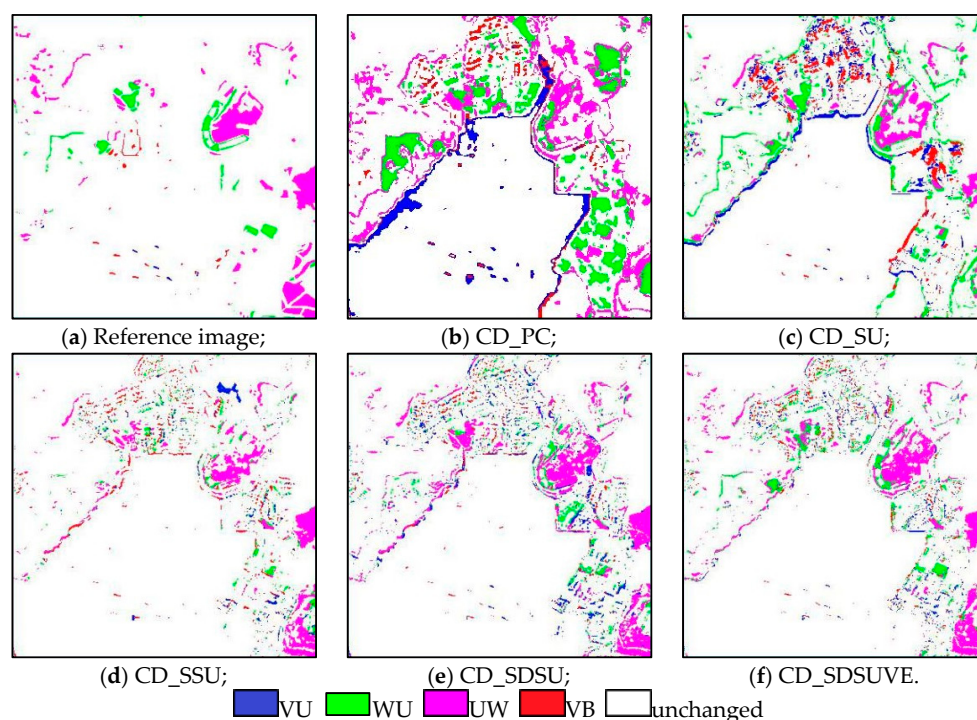 (a) Reference image; (b) CD_PC; (c) CD_SU;
(d) CD_SSU; (e) CD_SDSU; (f) CD_SDSUVE.
VU WU UW VB unchanged